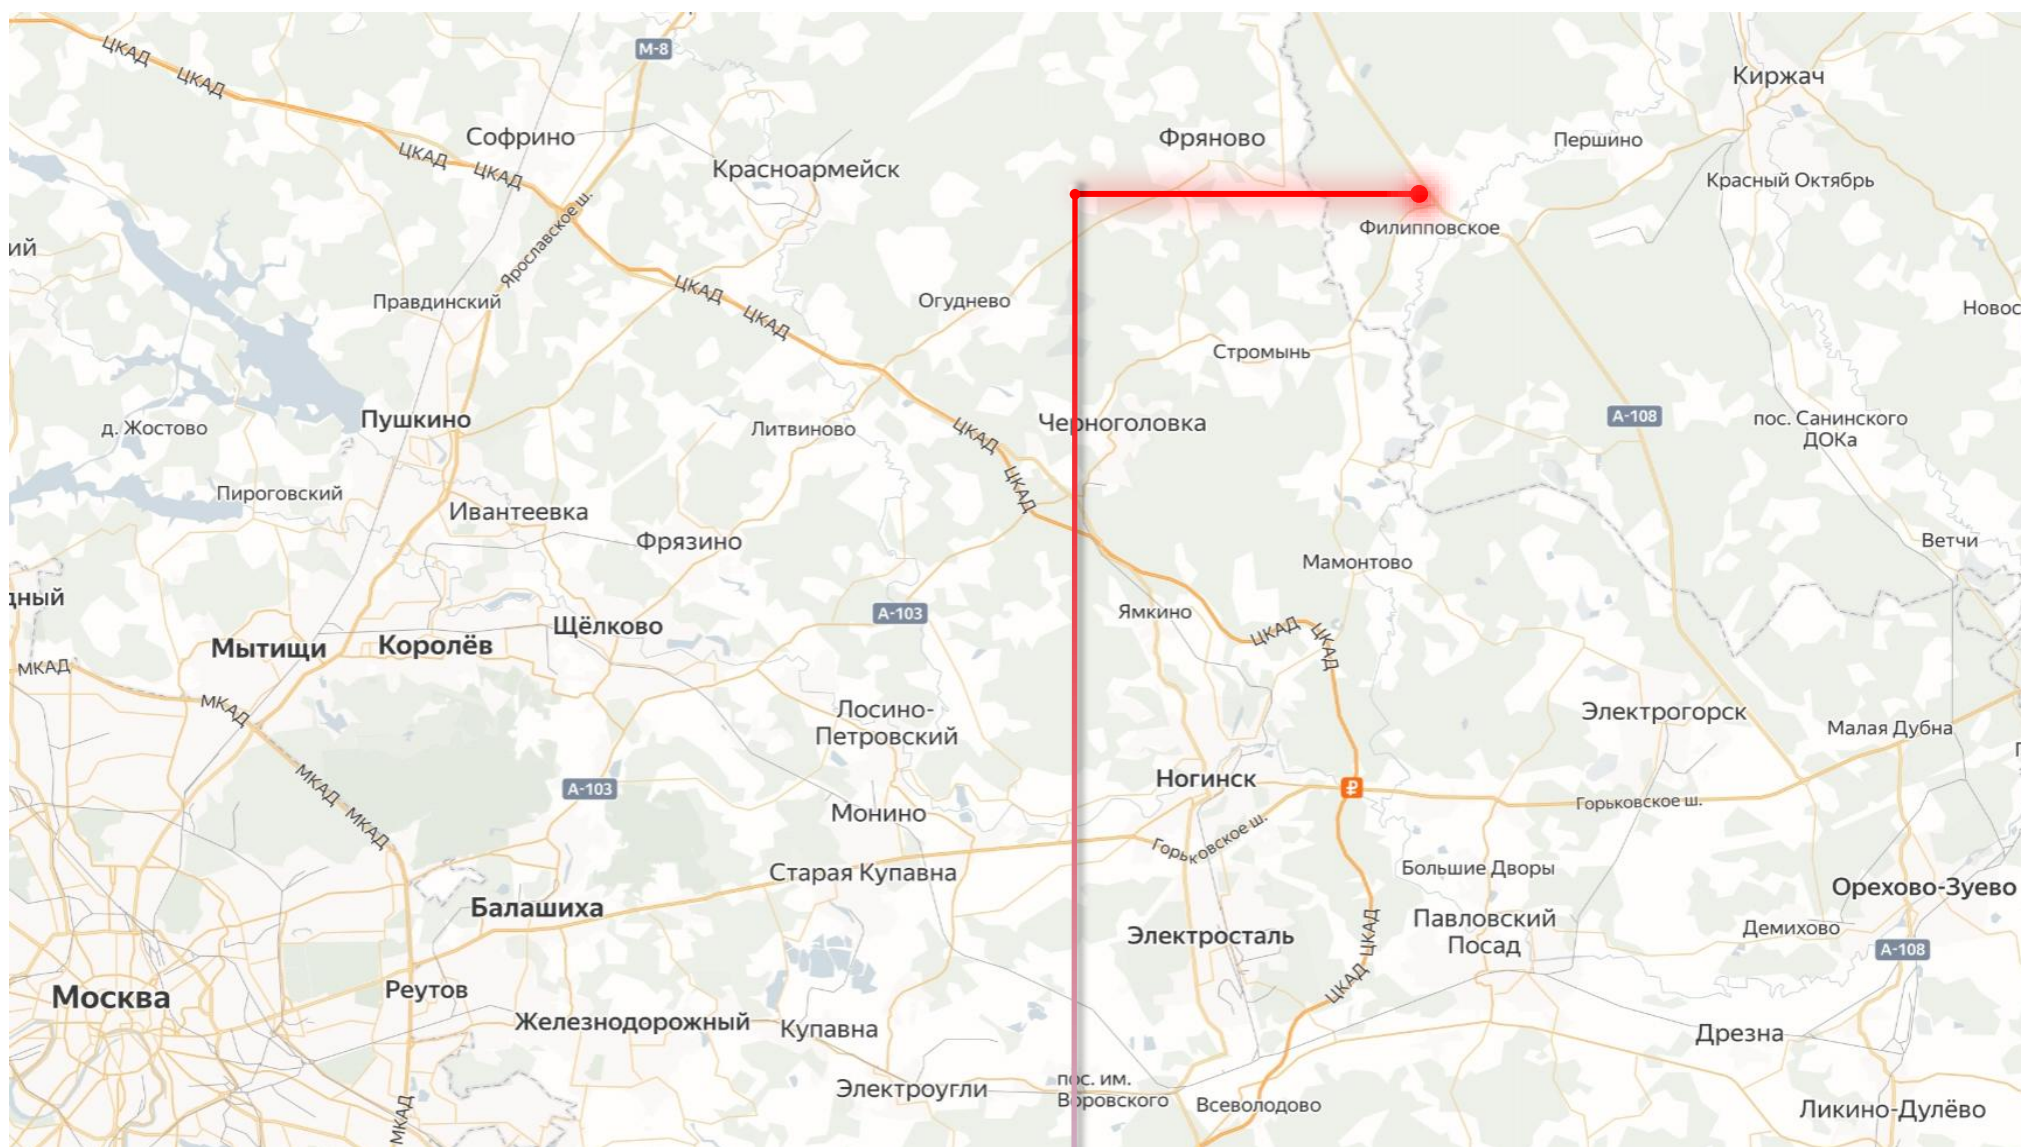 ЦКАД
ЦКАД
М-8
Киржач
Софрино
Фряново
Першино
ЦКАД
ЦКАД
Красноармейск
Красный Октябрь
Ярославское ш.
ий
Филипповское
Правдинский
ЦКАД
ЦКАД
Огуднево
Новос
Стромынь
Пушкино
д. Жостово
Литвиново
ЦКАД
Черноголовка
А-108
пос. Санинского
ДОКа
Пироговский
Ивантеевка
ЦКАД
Фрязино
Ветчи
Мамонтово
дный
А-103
Ямкино
Щёлково
Мытищи
Королёв
ЦКАД
ЦКАД
МКАД
МКАД
Лосино-
Петровский
Электрогорск
Малая Дубна
МКАД
МКАД
А-103
Ногинск
Горьковское ш.
Монино
Горьковское ш.
Старая Купавна
Большие Дворы
Орехово-Зуево
Балашиха
Электросталь
ЦКАД
Павловский
Посад
Демихово
А-108
Москва
Реутов
ЦКАД
Железнодорожный
Купавна
Дрезна
Электроугли
пос. им.
Воровского
Всеволодово
МКАД
Ликино-Дулёво